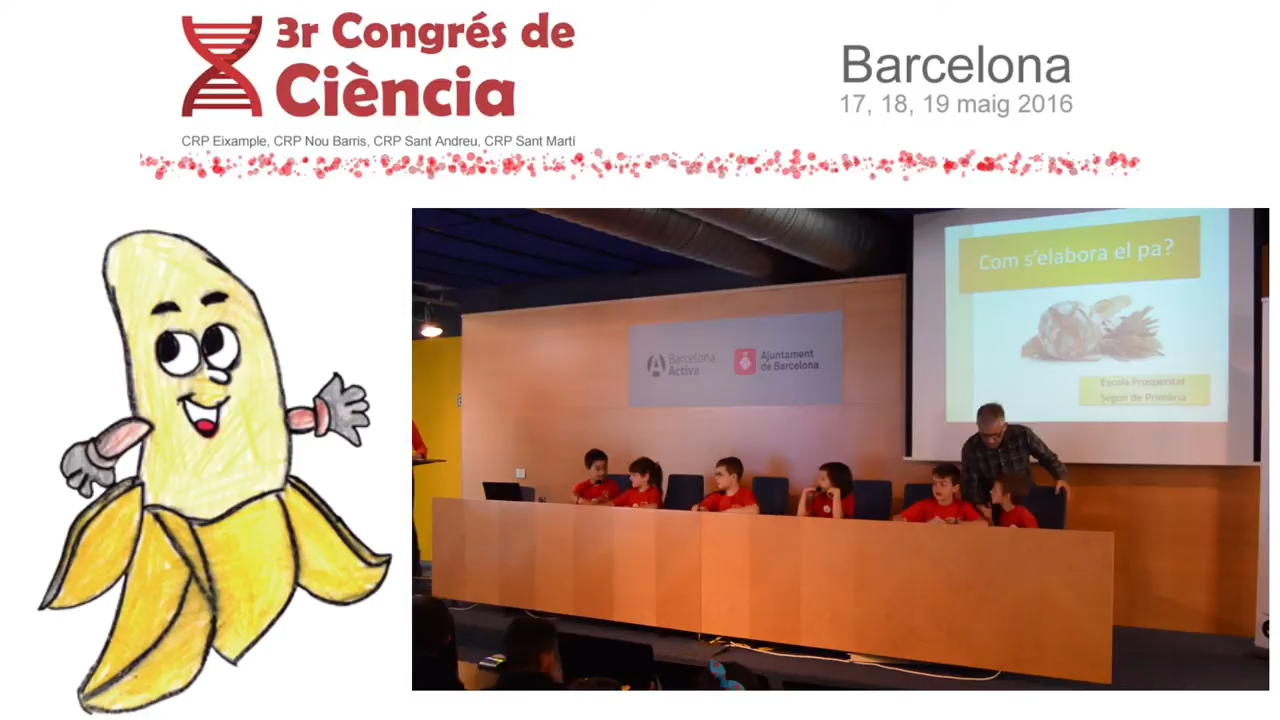 3r Congrés de
Ciència
CRP Eixample, CRP Nou Barris, CRP Sant Andreu, CRP Sant Martí
Barcelona
17, 18, 19 maig 2016
Com s'elabora el pa?
Escola Prosperitat
Segon de Primària
Barcelona
Activa
Ajuntament
de Barcelona